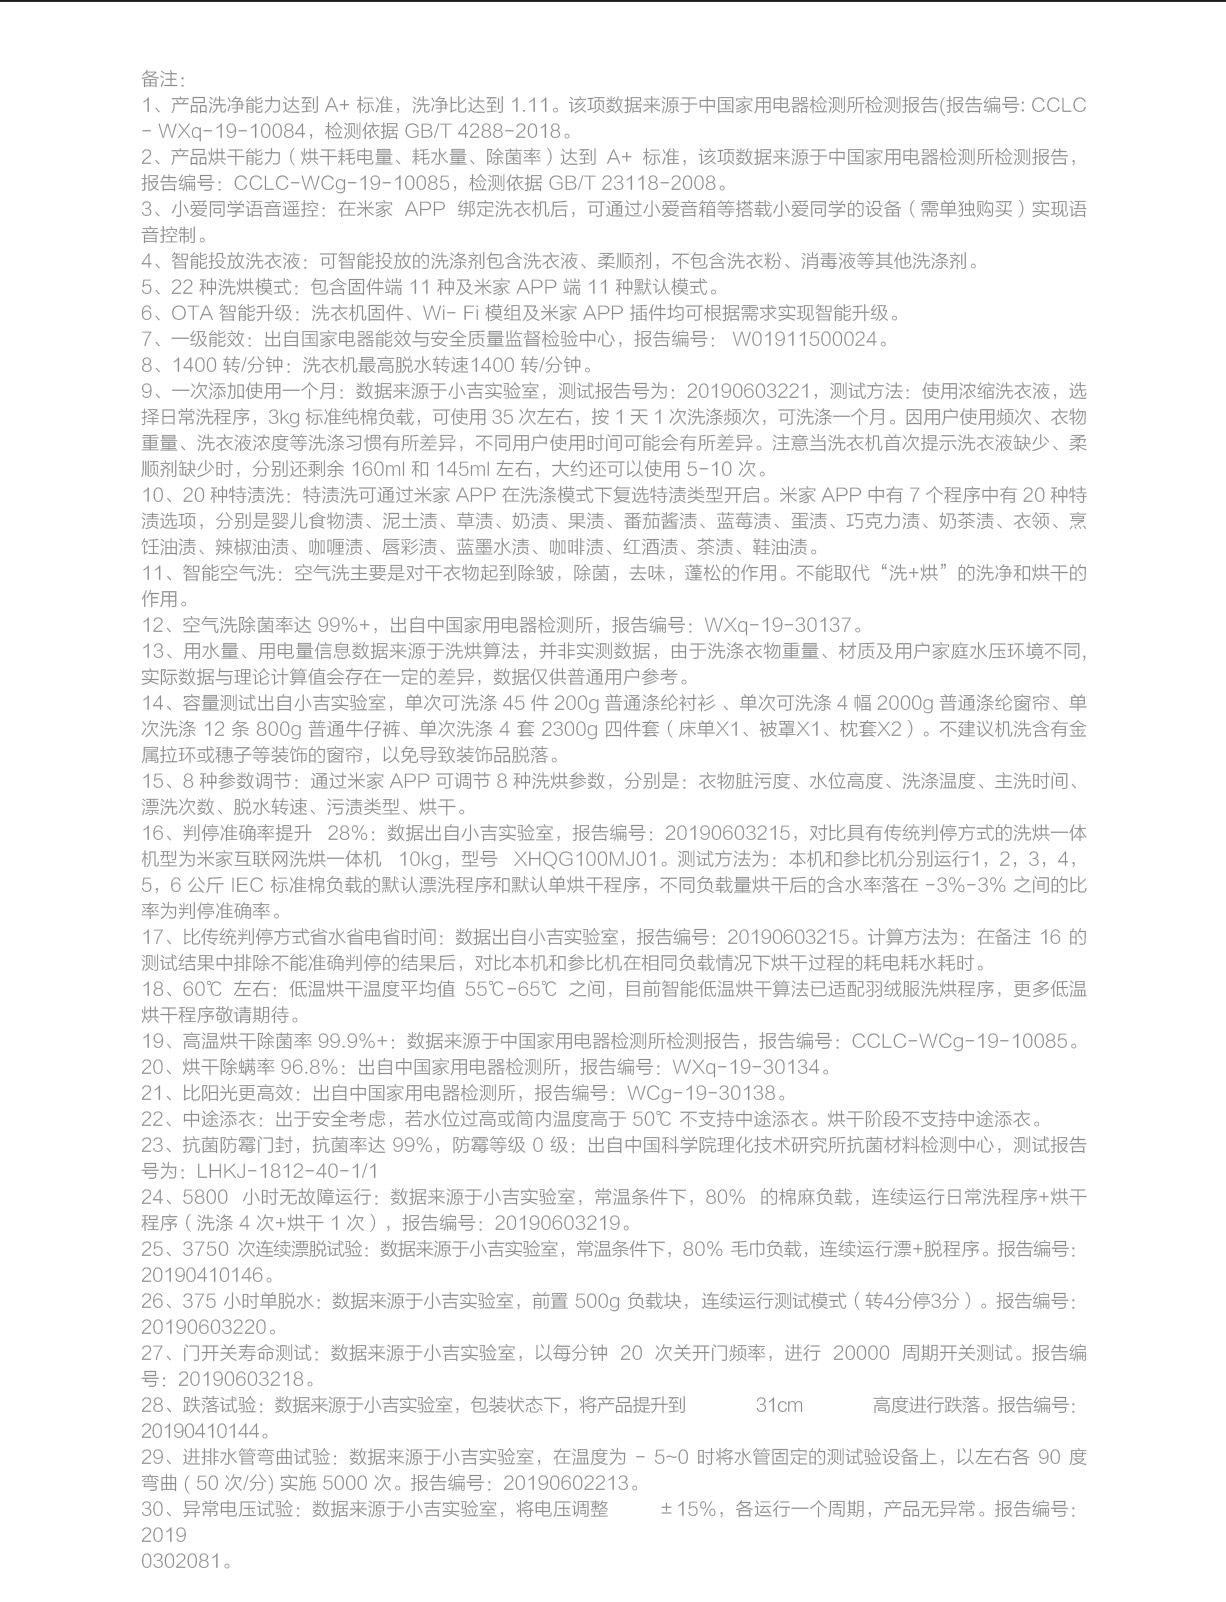 备注：
1、产品洗净能力达到 A+ 标准，洗净比达到 1.11。该项数据来源于中国家用电器检测所检测报告(报告编号: CCLC
- WXq-19-10084，检测依据 GB/T 4288-2018。
2、产品烘干能力（烘干耗电量、耗水量、除菌率）达到 A+ 标准，该项数据来源于中国家用电器检测所检测报告，
报告编号：CCLC-WCg-19-10085，检测依据 GB/T 23118-2008。
3、小爱同学语音遥控：在米家 APP 绑定洗衣机后，可通过小爱音箱等搭载小爱同学的设备（需单独购买）实现语
音控制。
4、智能投放洗衣液：可智能投放的洗涤剂包含洗衣液、柔顺剂，不包含洗衣粉、消毒液等其他洗涤剂。
5、22 种洗烘模式：包含固件端 11 种及米家 APP 端 11 种默认模式。
6、OTA 智能升级：洗衣机固件、Wi- Fi 模组及米家 APP 插件均可根据需求实现智能升级。
7、一级能效：出自国家电器能效与安全质量监督检验中心，报告编号： W01911500024。
8、1400 转/分钟：洗衣机最高脱水转速1400 转/分钟。
9、一次添加使用一个月：数据来源于小吉实验室，测试报告号为：20190603221，测试方法：使用浓缩洗衣液，选
择日常洗程序，3kg 标准纯棉负载，可使用 35 次左右，按 1 天 1 次洗涤频次，可洗涤一个月。因用户使用频次、衣物
重量、洗衣液浓度等洗涤习惯有所差异，不同用户使用时间可能会有所差异。注意当洗衣机首次提示洗衣液缺少、柔
顺剂缺少时，分别还剩余 160ml 和 145ml 左右，大约还可以使用 5-10 次。
10、20 种特渍洗：特渍洗可通过米家 APP 在洗涤模式下复选特渍类型开启。米家 APP 中有 7 个程序中有 20 种特
渍选项，分别是婴儿食物渍、泥土渍、草渍、奶渍、果渍、番茄酱渍、蓝莓渍、蛋渍、巧克力渍、奶茶渍、衣领、烹
饪油渍、辣椒油渍、咖喱渍、唇彩渍、蓝墨水渍、咖啡渍、红酒渍、茶渍、鞋油渍。
11、智能空气洗：空气洗主要是对干衣物起到除皱，除菌，去味，蓬松的作用。不能取代“洗+烘”的洗净和烘干的
作用。
12、空气洗除菌率达 99%+，出自中国家用电器检测所，报告编号：WXq-19-30137。
13、用水量、用电量信息数据来源于洗烘算法，并非实测数据，由于洗涤衣物重量、材质及用户家庭水压环境不同，
实际数据与理论计算值会存在一定的差异，数据仅供普通用户参考。
14、容量测试出自小吉实验室，单次可洗涤 45 件 200g 普通涤纶衬衫 、单次可洗涤 4 幅 2000g 普通涤纶窗帘、单
次洗涤 12 条 800g 普通牛仔裤、单次洗涤 4 套 2300g 四件套（床单X1、被罩X1、枕套X2）。不建议机洗含有金
属拉环或穗子等装饰的窗帘，以免导致装饰品脱落。
15、8 种参数调节：通过米家 APP 可调节 8 种洗烘参数，分别是：衣物脏污度、水位高度、洗涤温度、主洗时间、
漂洗次数、脱水转速、污渍类型、烘干。
16、判停准确率提升 28%：数据出自小吉实验室，报告编号：20190603215，对比具有传统判停方式的洗烘一体
机型为米家互联网洗烘一体机 10kg，型号 XHQG100MJ01。测试方法为：本机和参比机分别运行1，2，3，4，
5，6 公斤 IEC 标准棉负载的默认漂洗程序和默认单烘干程序，不同负载量烘干后的含水率落在 -3%-3% 之间的比
率为判停准确率。
17、比传统判停方式省水省电省时间：数据出自小吉实验室，报告编号：20190603215。计算方法为：在备注 16 的
测试结果中排除不能准确判停的结果后，对比本机和参比机在相同负载情况下烘干过程的耗电耗水耗时。
18、60℃ 左右：低温烘干温度平均值 55℃-65℃ 之间，目前智能低温烘干算法已适配羽绒服洗烘程序，更多低温
烘干程序敬请期待。
19、高温烘干除菌率 99.9%+：数据来源于中国家用电器检测所检测报告，报告编号：CCLC-WCg-19-10085。
20、烘干除螨率 96.8%：出自中国家用电器检测所，报告编号：WXq-19-30134。
21、比阳光更高效：出自中国家用电器检测所，报告编号：WCg-19-30138。
22、中途添衣：出于安全考虑，若水位过高或筒内温度高于 50℃ 不支持中途添衣。烘干阶段不支持中途添衣。
23、抗菌防霉门封，抗菌率达 99%，防霉等级 0 级：出自中国科学院理化技术研究所抗菌材料检测中心，测试报告
号为：LHKJ-1812-40-1/1
24、5800 小时无故障运行：数据来源于小吉实验室，常温条件下，80% 的棉麻负载，连续运行日常洗程序+烘干
程序（洗涤 4 次+烘干 1 次），报告编号：20190603219。
25、3750 次连续漂脱试验：数据来源于小吉实验室，常温条件下，80% 毛巾负载，连续运行漂+脱程序。报告编号：
20190410146。
26、375 小时单脱水：数据来源于小吉实验室，前置 500g 负载块，连续运行测试模式（转4分停3分）。报告编号：
20190603220。
27、门开关寿命测试：数据来源于小吉实验室，以每分钟 20 次关开门频率，进行 20000 周期开关测试。报告编
号：20190603218。
28、跌落试验：数据来源于小吉实验室，包装状态下，将产品提升到 31cm 高度进行跌落。报告编号：
20190410144。
29、进排水管弯曲试验：数据来源于小吉实验室，在温度为 - 5~0 时将水管固定的测试验设备上，以左右各 90 度
弯曲 ( 50 次/分) 实施 5000 次。报告编号：20190602213。
30、异常电压试验：数据来源于小吉实验室，将电压调整 ±15%，各运行一个周期，产品无异常。报告编号：
2019
0302081。